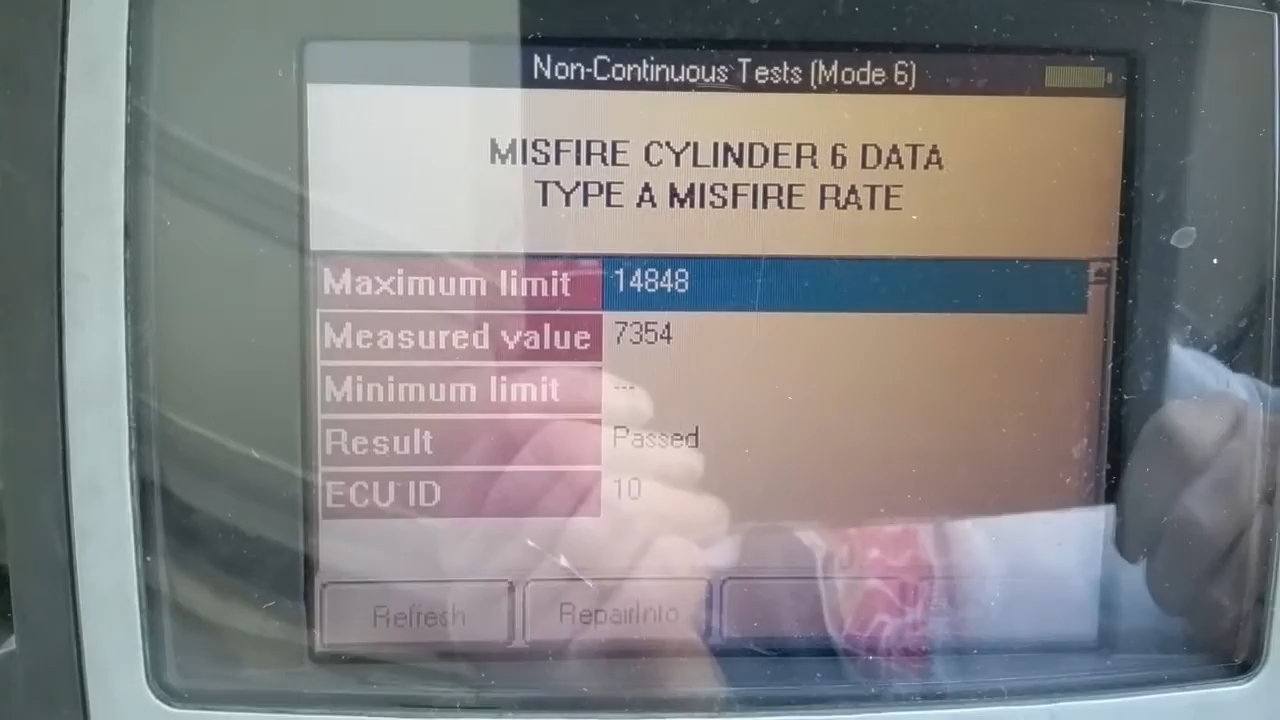 Non-Continuous Tests (Mode 6)
MISFIRE CYLINDER 6 DATA
TYPE A MISFIRE RATE
Maximum limit 14848
Measured value 7354
Minimum limit ---
Result Passed
ECU ID 10
Refresh RepairInfo